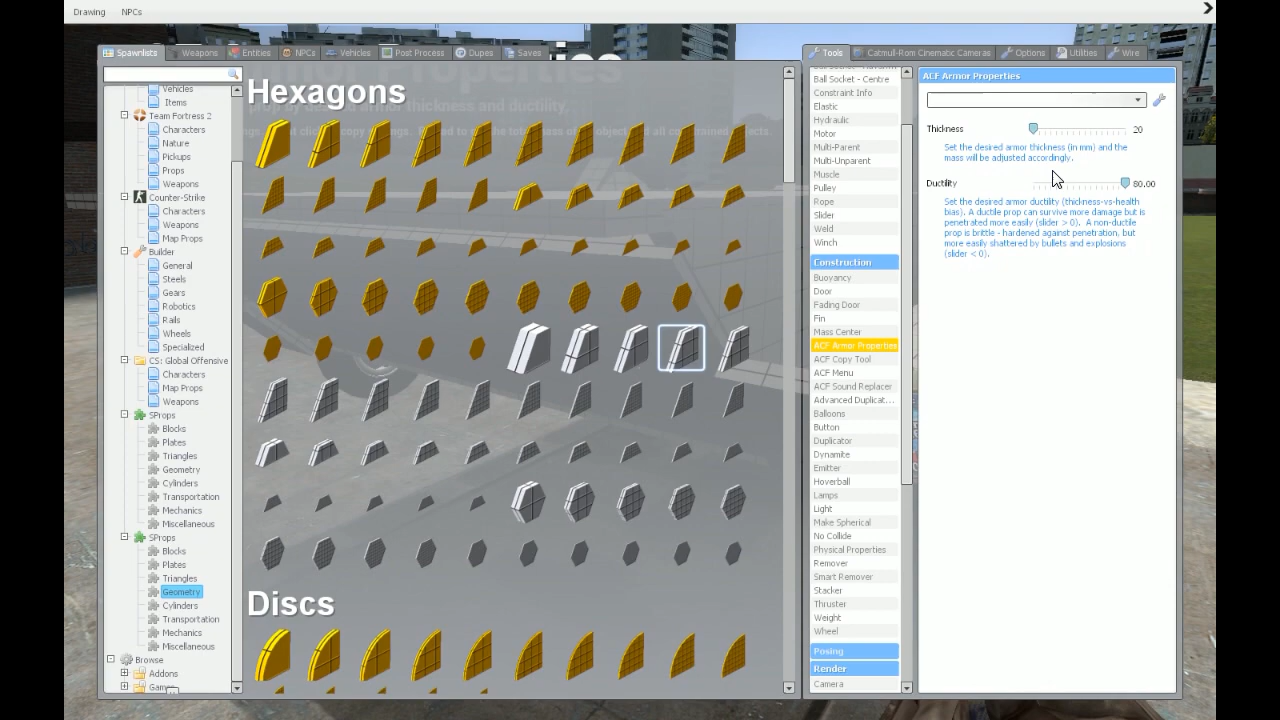 Drawing NPCs
Spawnlists Weapons Entities NPCs Vehicles Post Process Dupes Saves
Vehicles
Items
Team Fortress 2
Characters
Nature
Pickups
Props
Weapons
Counter-Strike
Characters
Weapons
Map Props
Builder
General
Steels
Gears
Robotics
Rails
Wheels
Specialized
CS: Global Offensive
Characters
Map Props
Weapons
SProps
Blocks
Plates
Triangles
Geometry
Cylinders
Transportation
Mechanics
Miscellaneous
SProps
Blocks
Plates
Triangles
Geometry
Cylinders
Transportation
Mechanics
Miscellaneous
Browse
Addons
Hexagons
Discs
Tools Catmull-Rom Cinematic Cameras Options Utilities Wire
Ball Socket - Centre
Constraint Info
Elastic
Hydraulic
Motor
Multi-Parent
Multi-Unparent
Muscle
Pulley
Rope
Slider
Weld
Winch
Construction
Buoyancy
Door
Fading Door
Fin
Mass Center
ACF Armor Properties
ACF Copy Tool
ACF Menu
ACF Sound Replacer
Advanced Duplicat...
Balloons
Button
Duplicator
Dynamite
Emitter
Hoverball
Lamps
Light
Make Spherical
No Collide
Physical Properties
Remover
Smart Remover
Stacker
Thruster
Weight
Wheel
Posing
Render
Camera
ACF Armor Properties
Thickness 20
Set the desired armor thickness (in mm) and the
mass will be adjusted accordingly.
Ductility 80.00
Set the desired armor ductility (thickness-vs-health
bias). A ductile prop can survive more damage but is
penetrated more easily (slider > 0). A non-ductile
prop is brittle - hardened against penetration, but
more easily shattered by bullets and explosions
(slider < 0).